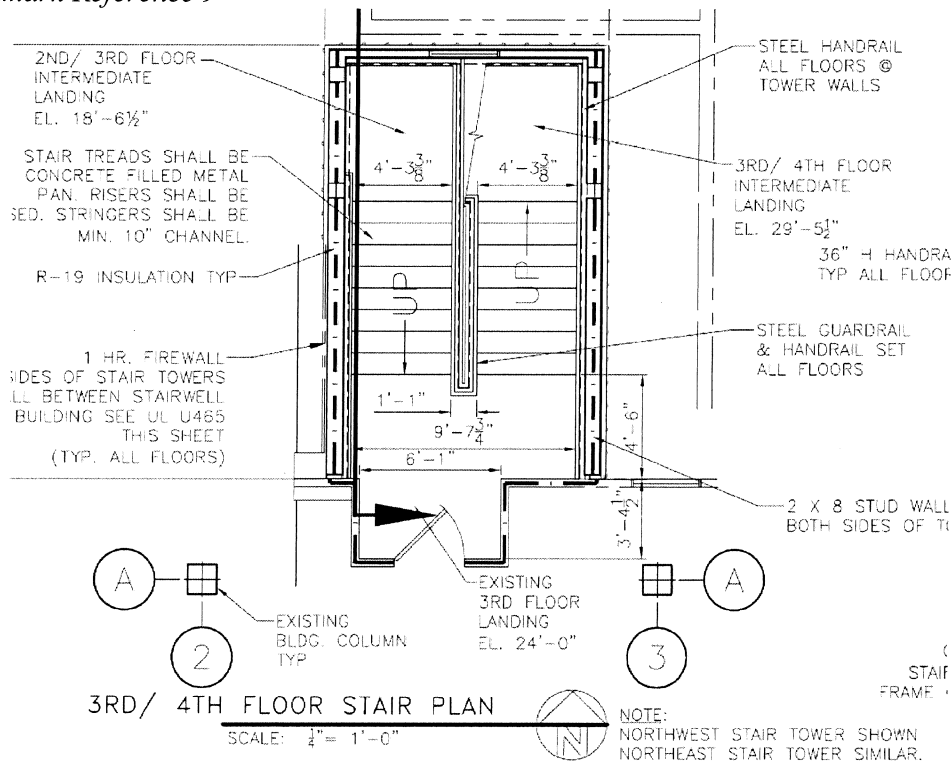 Reference 9
2ND/ 3RD FLOOR
INTERMEDIATE
LANDING
EL. 18'-6½"
STAIR TREADS SHALL BE
CONCRETE FILLED METAL
PAN. RISERS SHALL BE
SED. STRINGERS SHALL BE
MIN. 10" CHANNEL.
R-19 INSULATION TYP
1 HR. FIREWALL
SIDES OF STAIR TOWERS
LL BETWEEN STAIRWELL
BUILDING SEE UL U465
THIS SHEET
(TYP. ALL FLOORS)
4'-3⅜"
4'-3⅜"
UP
UP
1'-1"
9'-7¾"
6'-1"
4'-6"
3'-4½"
STEEL HANDRAIL
ALL FLOORS @
TOWER WALLS
3RD/ 4TH FLOOR
INTERMEDIATE
LANDING
EL. 29'-5½"
36" H HANDRA
TYP ALL FLOOR
STEEL GUARDRAIL
& HANDRAIL SET
ALL FLOORS
2 X 8 STUD WALL
BOTH SIDES OF T
A
2
EXISTING
BLDG. COLUMN
TYP
EXISTING
3RD FLOOR
LANDING
EL. 24'-0"
3
A
STAIR
FRAME
3RD/ 4TH FLOOR STAIR PLAN
SCALE: ¼"= 1'-0"
N
NOTE:
NORTHWEST STAIR TOWER SHOWN
NORTHEAST STAIR TOWER SIMILAR.